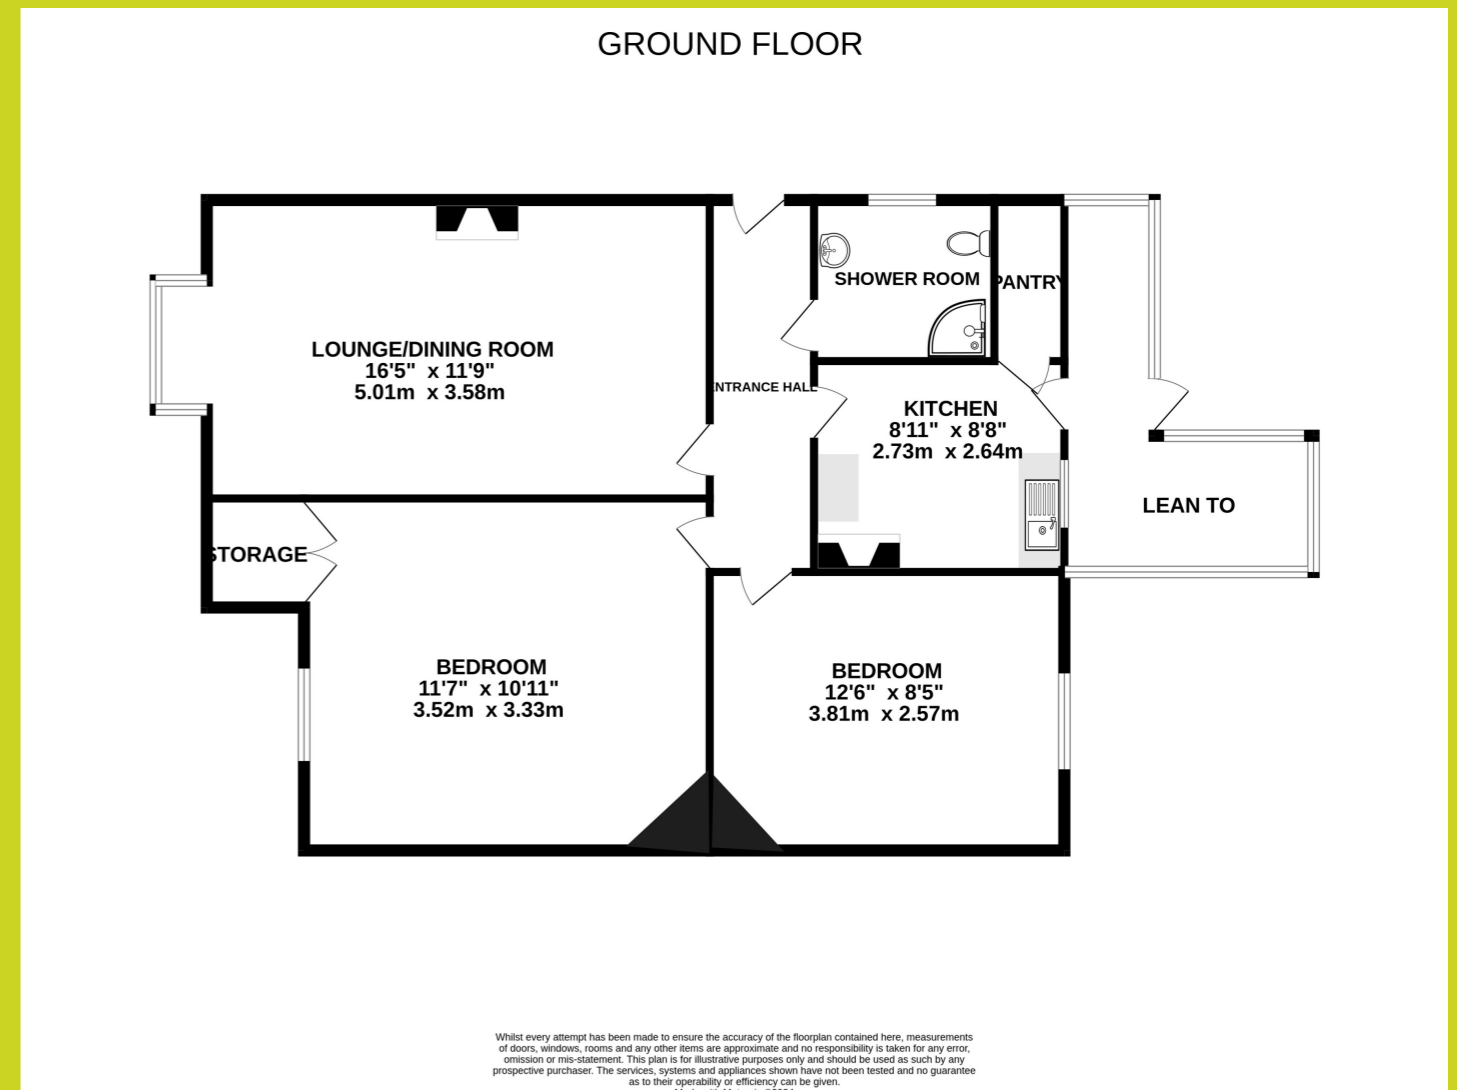 GROUND FLOOR
LOUNGE/DINING ROOM
16'5" x 11'9"
5.01m x 3.58m
SHOWER ROOM
PANTRY
ENTRANCE HALL
KITCHEN
8'11" x 8'8"
2.73m x 2.64m
LEAN TO
STORAGE
BEDROOM
11'7" x 10'11"
3.52m x 3.33m
BEDROOM
12'6" x 8'5"
3.81m x 2.57m
Whilst every attempt has been made to ensure the accuracy of the floorplan contained here, measurements
of doors, windows, rooms and any other items are approximate and no responsibility is taken for any error,
omission or mis-statement. This plan is for illustrative purposes only and should be used as such by any
prospective purchaser. The services, systems and appliances shown have not been tested and no guarantee
as to their operability or efficiency can be given.